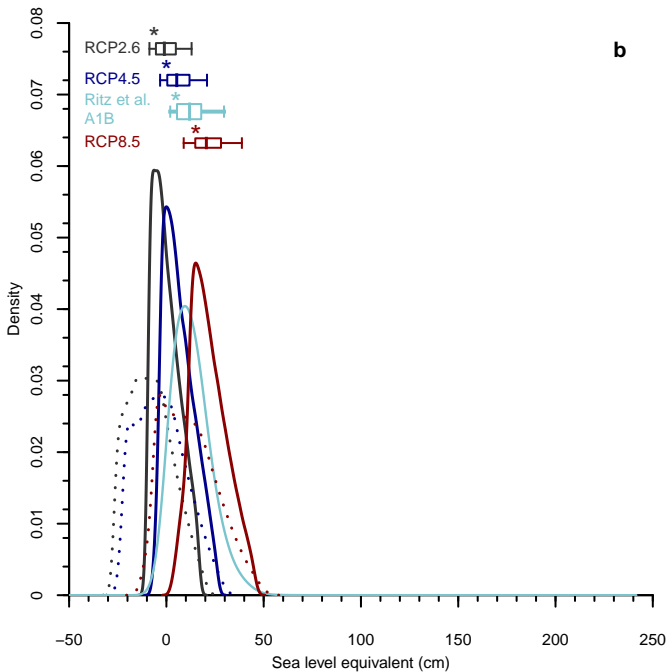 0.08
b
*
RCP2.6
*
RCP4.5
0.07
*
Ritz et al.
A1B
*
RCP8.5
0.06
0.05
Density
0.04
0.03
0.02
0.01
0
−50 0 50 100 150 200 250
Sea level equivalent (cm)